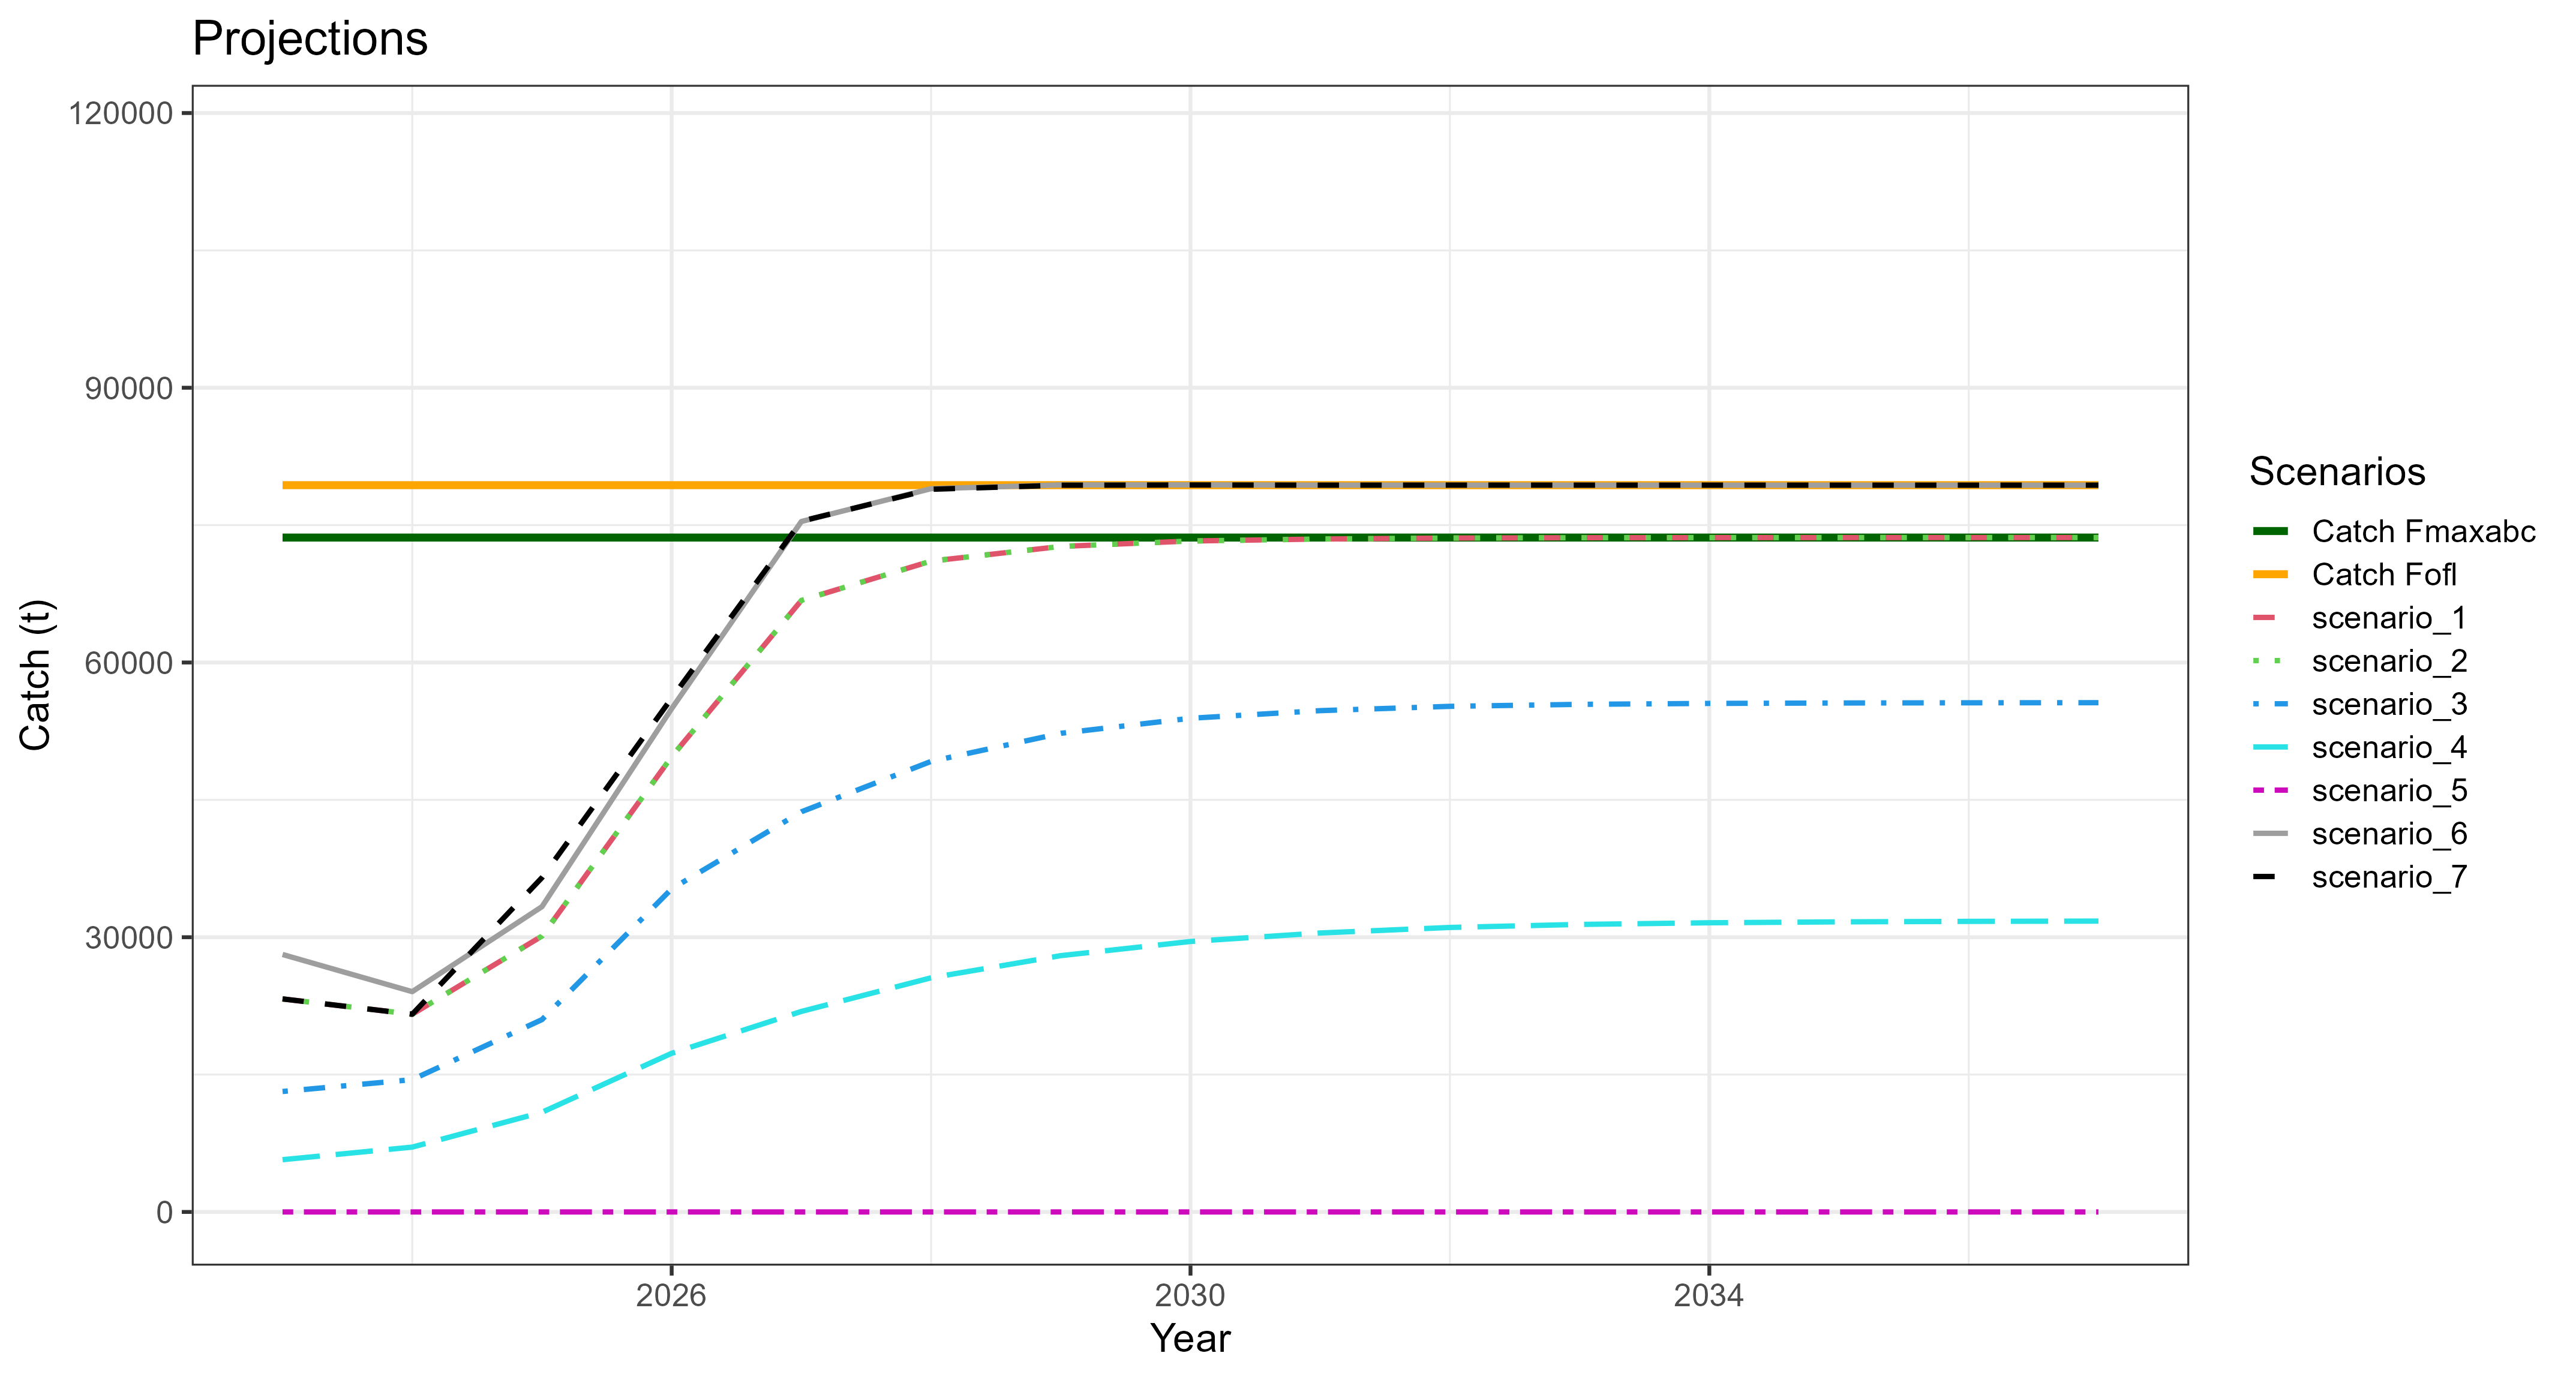 Projections
120000
90000
60000
30000
0
Catch (t)
2026
2030
2034
Year
Scenarios
Catch Fmaxabc
Catch Fofl
scenario_1
scenario_2
scenario_3
scenario_4
scenario_5
scenario_6
scenario_7